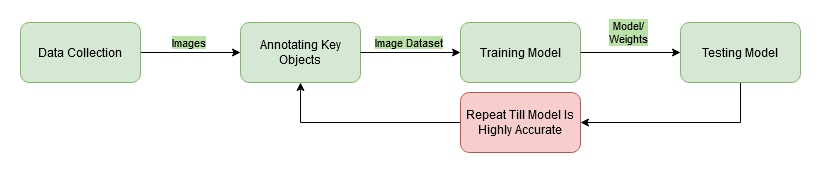 Data Collection
Images
Annotating Key
Objects
Image Dataset
Training Model
Model/
Weights
Testing Model
Repeat Till Model Is
Highly Accurate